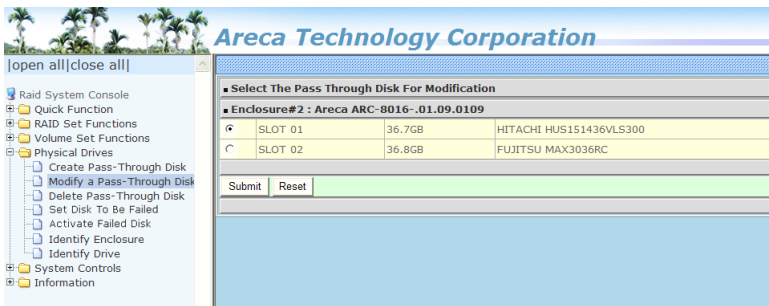 Areca Technology Corporation
|open all|close all|
Raid System Console
Quick Function
RAID Set Functions
Volume Set Functions
Physical Drives
Create Pass-Through Disk
Modify a Pass-Through Disk
Delete Pass-Through Disk
Set Disk To Be Failed
Activate Failed Disk
Identify Enclosure
Identify Drive
System Controls
Information
Select The Pass Through Disk For Modification
Enclosure#2 : Areca ARC-8016-.01.09.0109
SLOT 01 36.7GB HITACHI HUS151436VLS300
SLOT 02 36.8GB FUJITSU MAX3036RC
Submit Reset